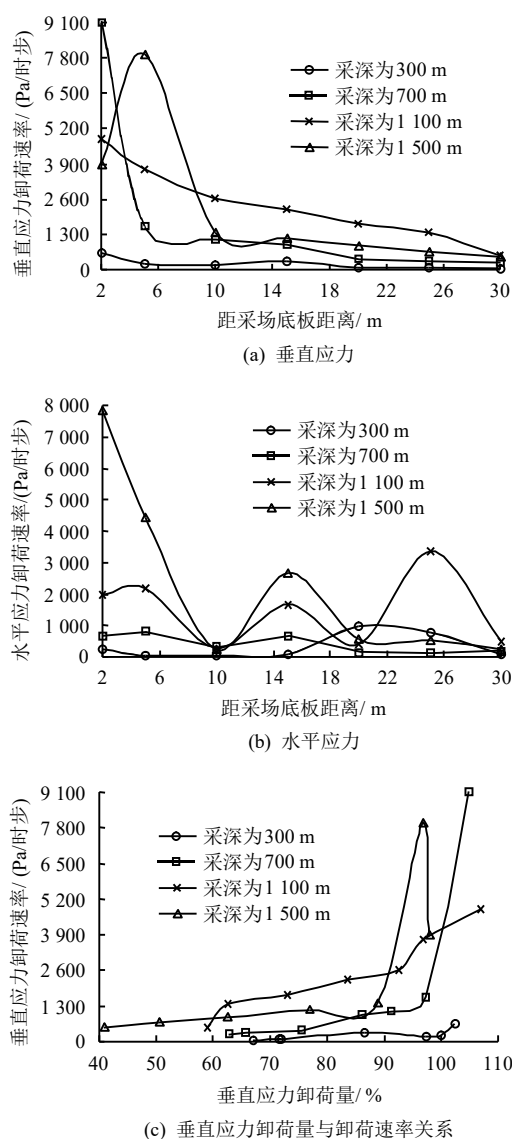 9 100
7 800
6 500
5 200
3 900
2 600
1 300
0
垂直应力卸荷速率/ (Pa/时步)
采深为300 m
采深为700 m
采深为1 100 m
采深为1 500 m
2 6 10 14 18 22 26 30
距采场底板距离/ m
(a) 垂直应力
8 000
7 000
6 000
5 000
4 000
3 000
2 000
1 000
0
水平应力卸荷速率/(Pa/时步)
采深为300 m
采深为700 m
采深为1 100 m
采深为1 500 m
2 6 10 14 18 22 26 30
距采场底板距离/ m
(b) 水平应力
9 100
7 800
6 500
5 200
3 900
2 600
1 300
0
垂直应力卸荷速率/ (Pa/时步)
采深为300 m
采深为700 m
采深为1 100 m
采深为1 500 m
40 50 60 70 80 90 100 110
垂直应力卸荷量/ %
(c) 垂直应力卸荷量与卸荷速率关系